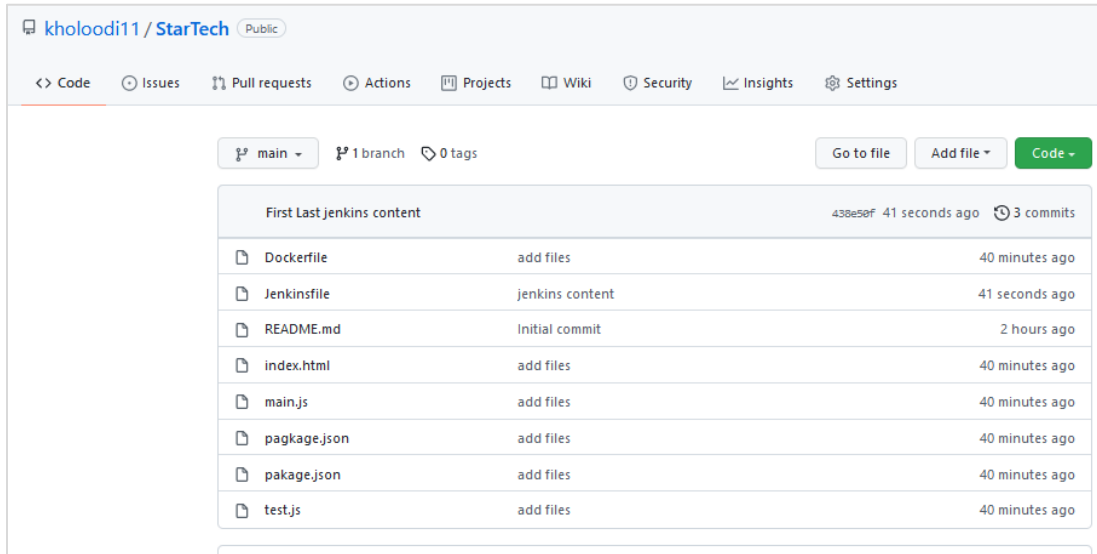 kholoodi11 / StarTech Public
<> Code Issues Pull requests Actions Projects Wiki Security Insights Settings
main 1 branch 0 tags Go to file Add file Code
First Last jenkins content 438e50f 41 seconds ago 3 commits
Dockerfile add files 40 minutes ago
Jenkinsfile jenkins content 41 seconds ago
README.md Initial commit 2 hours ago
index.html add files 40 minutes ago
main.js add files 40 minutes ago
pagkage.json add files 40 minutes ago
pakage.json add files 40 minutes ago
test.js add files 40 minutes ago